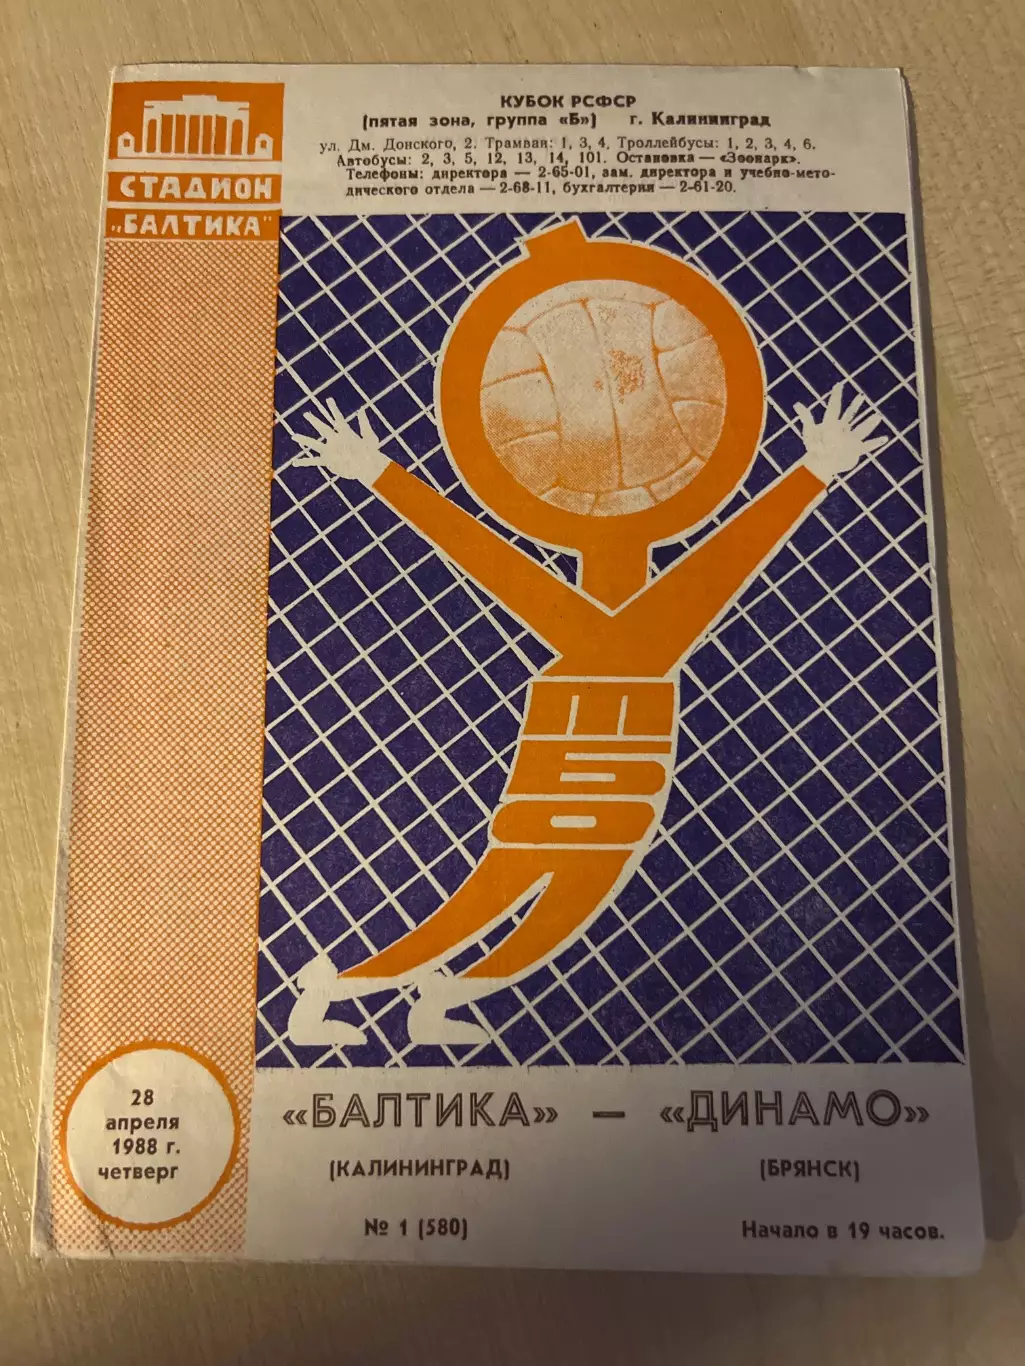 СТАДИОН
„БАЛТИКА"
КУБОК РСФСР
(пятая зона, группа «Б») г. Калининград
ул. Дм. Донского, 2. Трамваи: 1, 3, 4. Троллейбусы: 1, 2, 3, 4, 6.
Автобусы: 2, 3, 5, 12, 13, 14, 101. Остановка — «Зоопарк».
Телефоны: директора — 2-65-01, зам. директора и учебно-мето-
дического отдела — 2-68-11, бухгалтерия — 2-61-20.
ФУТБОЛ
28
апреля
1988 г.
четверг
«БАЛТИКА» — «ДИНАМО»
(КАЛИНИНГРАД) (БРЯНСК)
№ 1 (580) Начало в 19 часов.